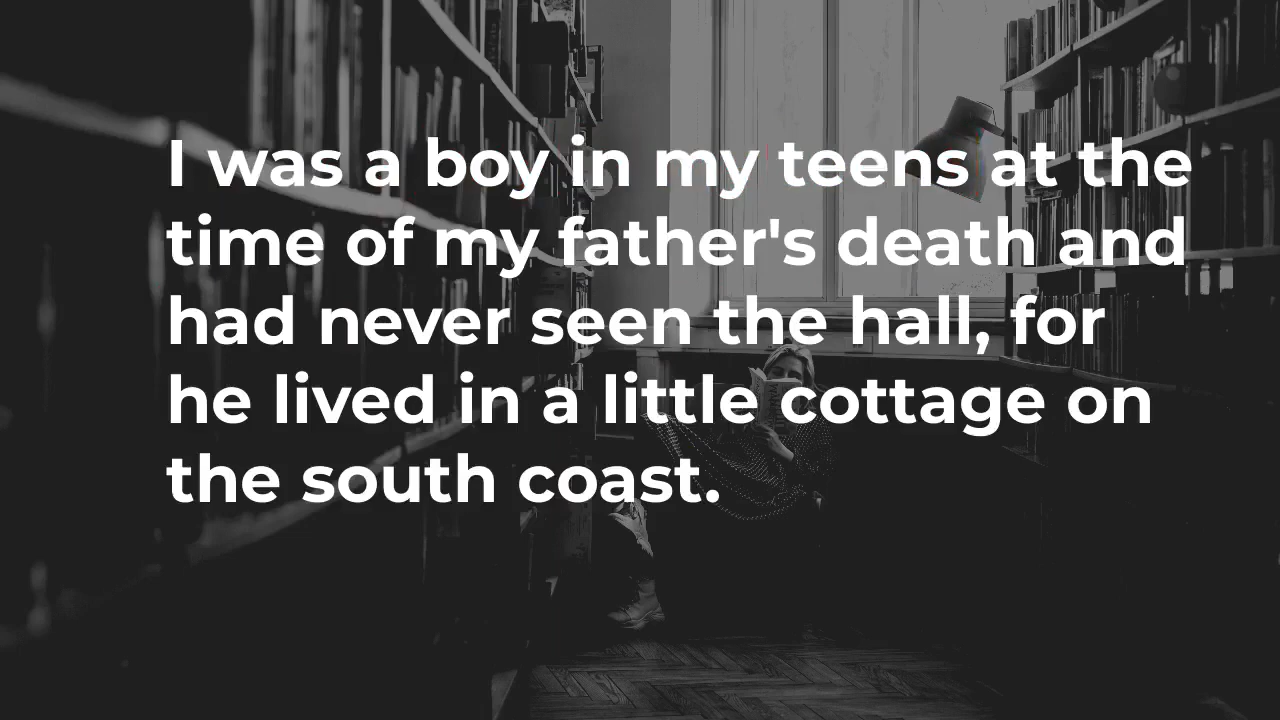 I was a boy in my teens at the
time of my father's death and
had never seen the hall, for
he lived in a little cottage on
the south coast.